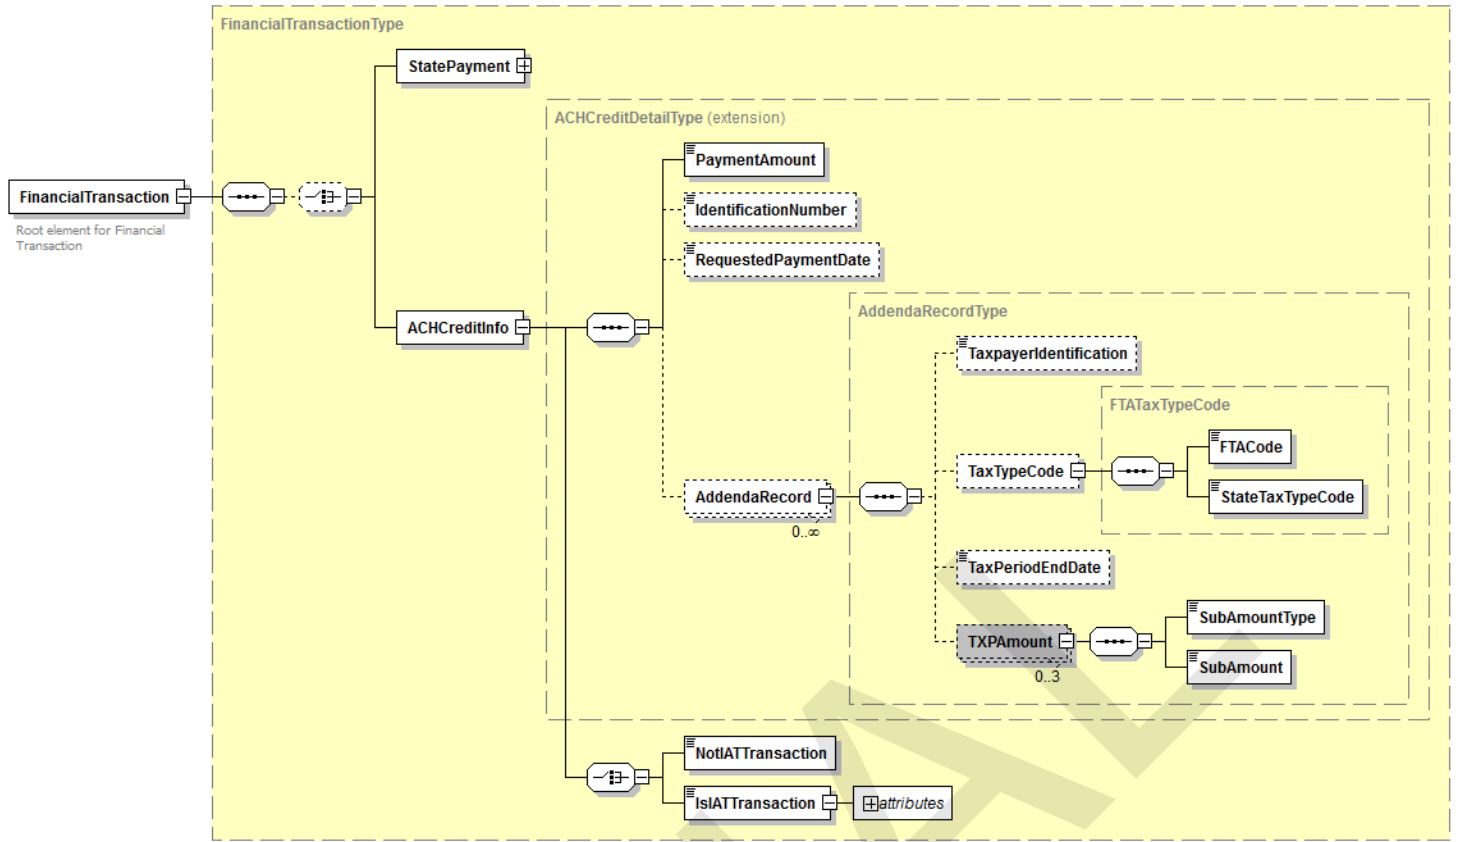 FinancialTransactionType
StatePayment
ACHCreditDetailType (extension)
PaymentAmount
IdentificationNumber
RequestedPaymentDate
FinancialTransaction
Root element for Financial
Transaction
ACHCreditInfo
AddendaRecordType
TaxpayerIdentification
FTATaxTypeCode
FTACode
TaxTypeCode
StateTaxTypeCode
AddendaRecord
0..∞
TaxPeriodEndDate
SubAmountType
TXPAmount
SubAmount
0..3
NotIATTransaction
IsIATTransaction
attributes